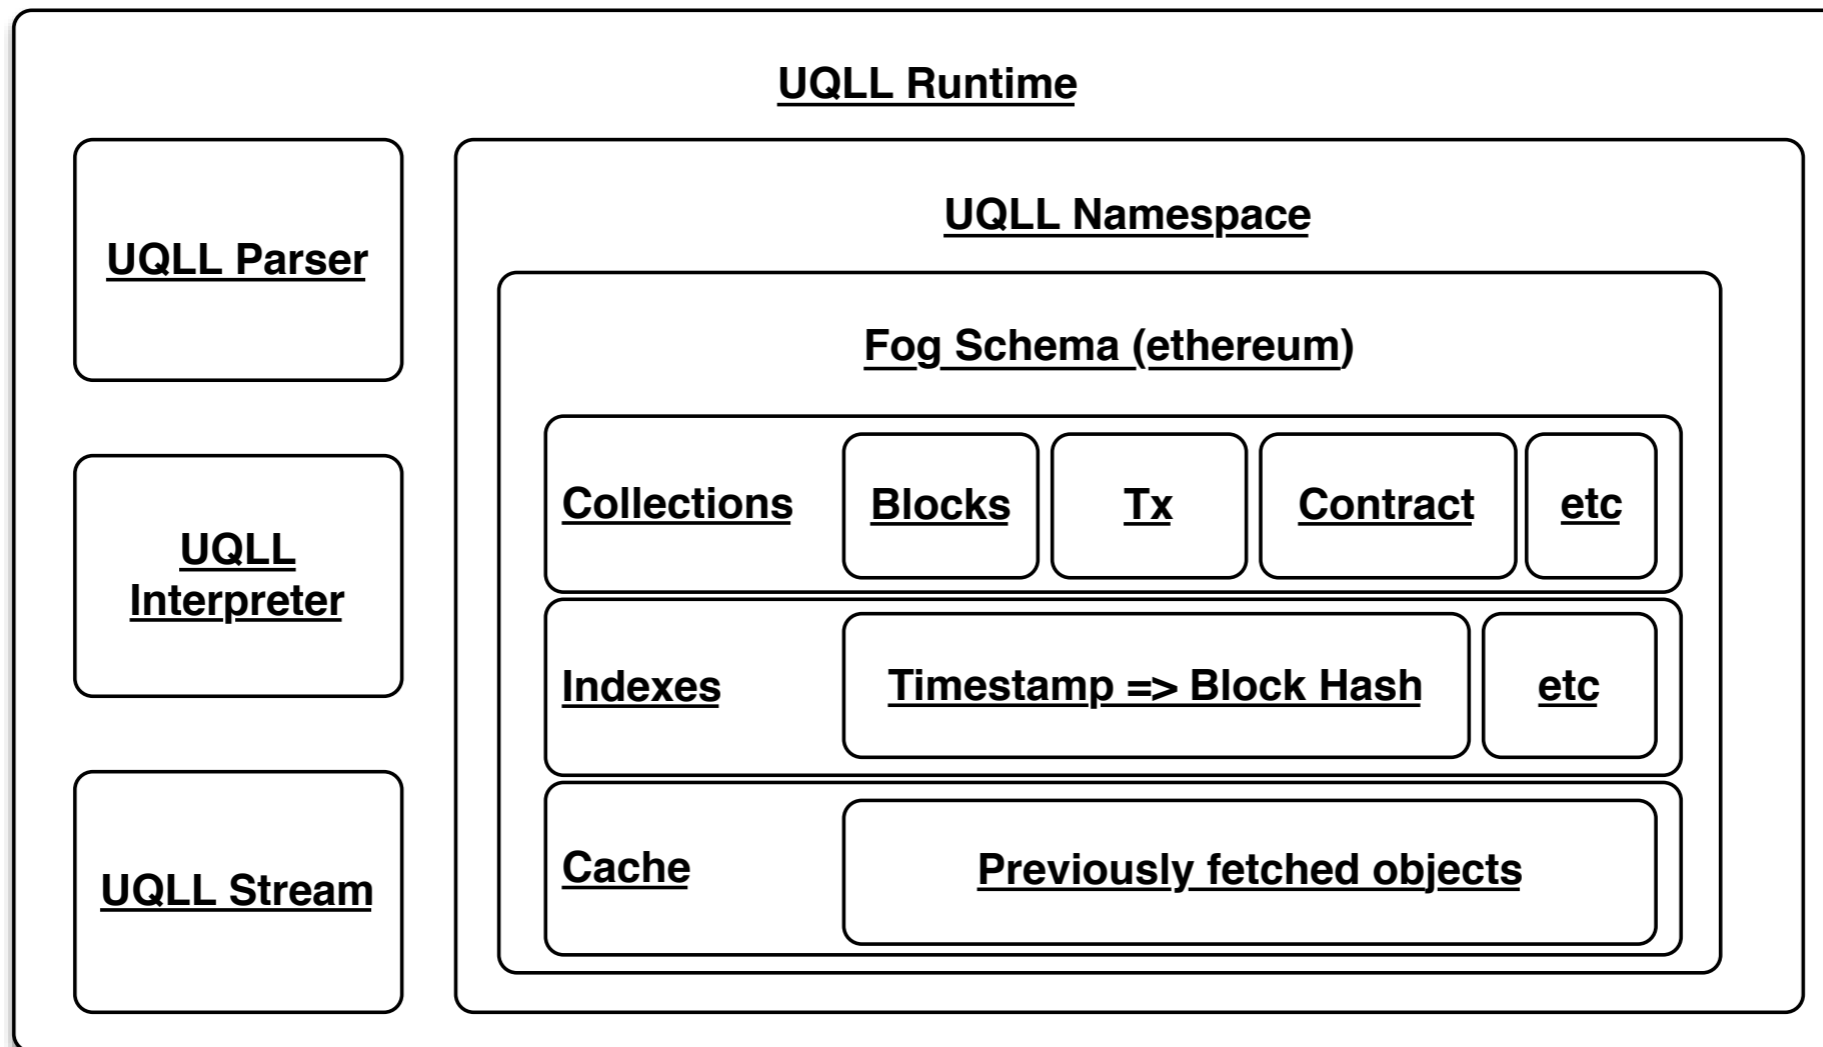 UQLL Runtime
UQLL Parser
UQLL
Interpreter
UQLL Stream
UQLL Namespace
Fog Schema (ethereum)
Collections
Blocks
Tx
Contract
etc
Indexes
Timestamp => Block Hash
etc
Cache
Previously fetched objects